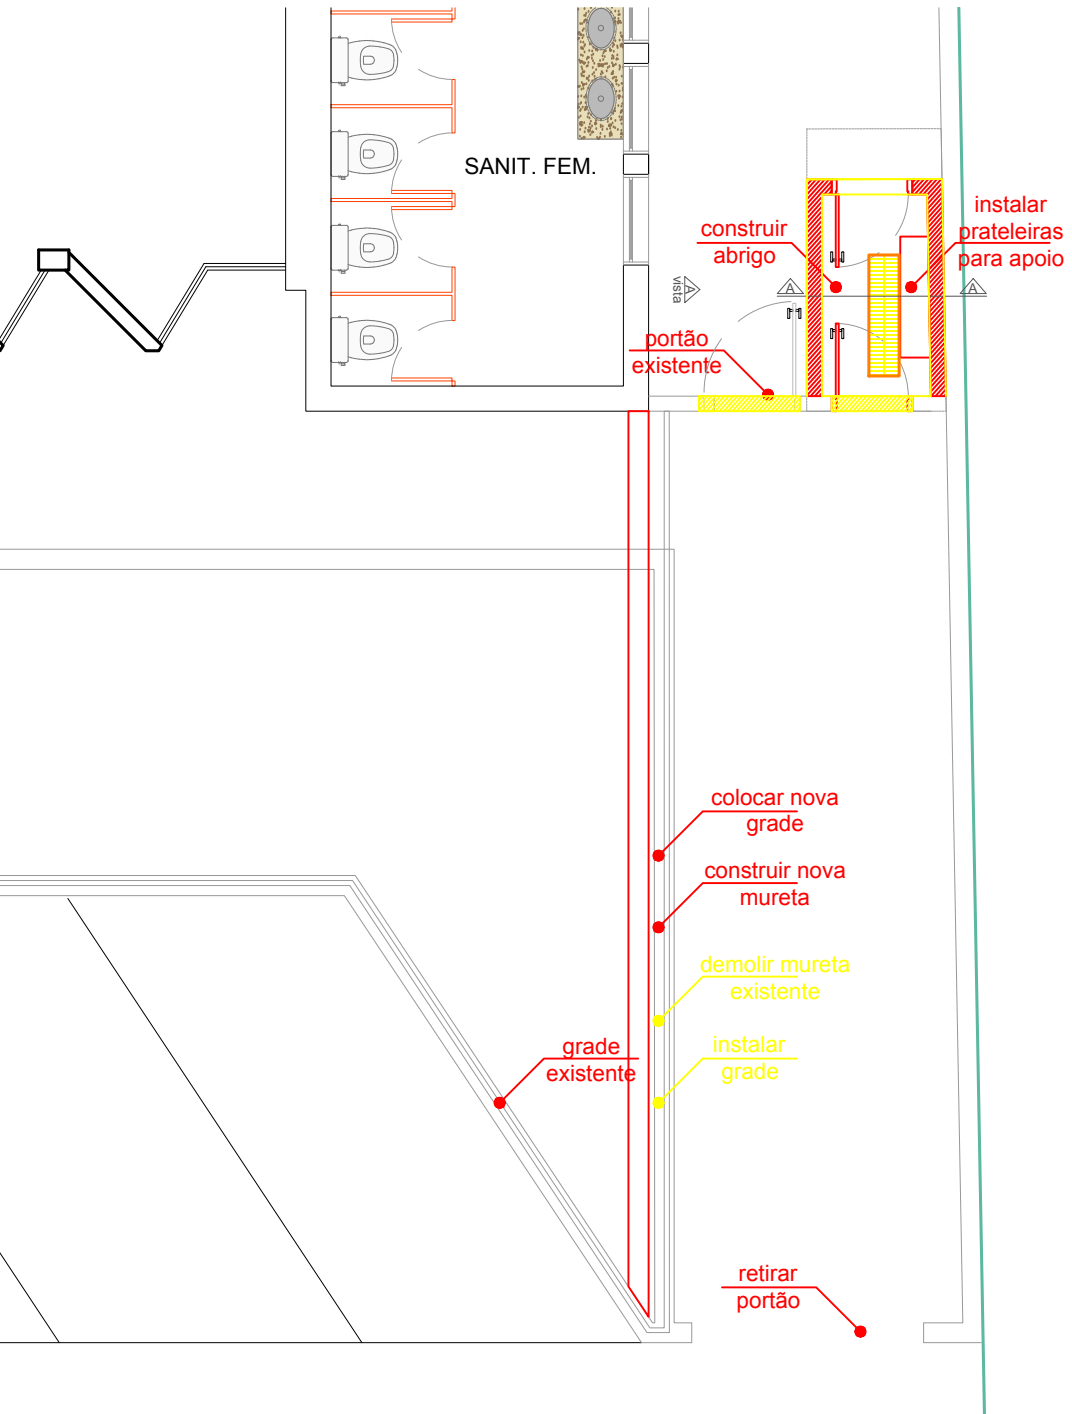 SANIT. FEM.
construir
abrigo
instalar
prateleiras
para apoio
A
vista
A
A
portão
existente
colocar nova
grade
construir nova
mureta
demolir mureta
existente
instalar
grade
grade
existente
retirar
portão